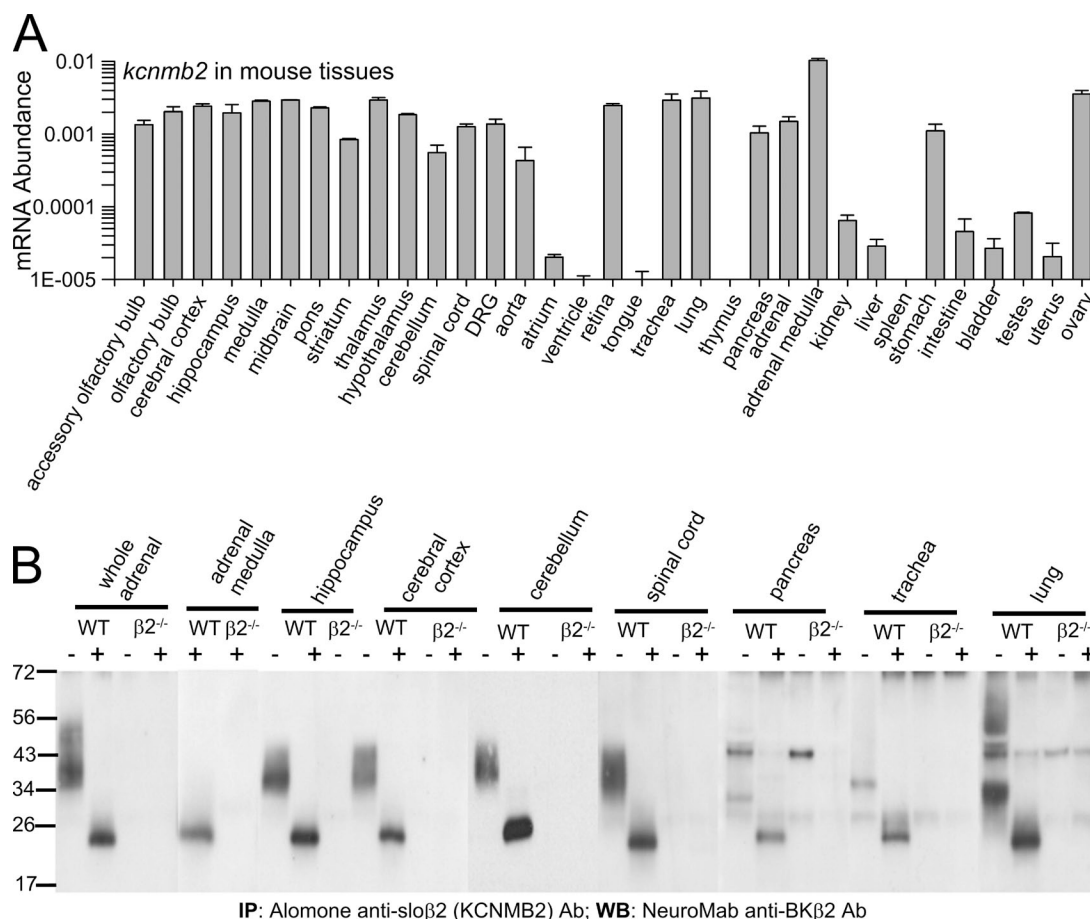 A
kcnmb2 in mouse tissues
mRNA Abundance
0.01
0.001
0.0001
1E-005
accessory olfactory bulb
olfactory bulb
cerebral cortex
hippocampus
medulla
midbrain
pons
striatum
thalamus
hypothalamus
cerebellum
spinal cord
DRG
aorta
atrium
ventricle
retina
tongue
trachea
lung
thymus
pancreas
adrenal
adrenal medulla
kidney
liver
spleen
stomach
intestine
bladder
testes
uterus
ovary
B
whole adrenal
adrenal medulla
hippocampus
cerebral cortex
cerebellum
spinal cord
pancreas
trachea
lung
WT β2-/- WT β2-/- WT β2-/- WT β2-/- WT β2-/- WT β2-/- WT β2-/- WT β2-/- WT β2-/-
- + - + + + - + - - + - + - + - + - + - + - + - + - + - + - + - +
72
56
43
34
26
17
IP: Alomone anti-sloβ2 (KCNMB2) Ab; WB: NeuroMab anti-BKβ2 Ab